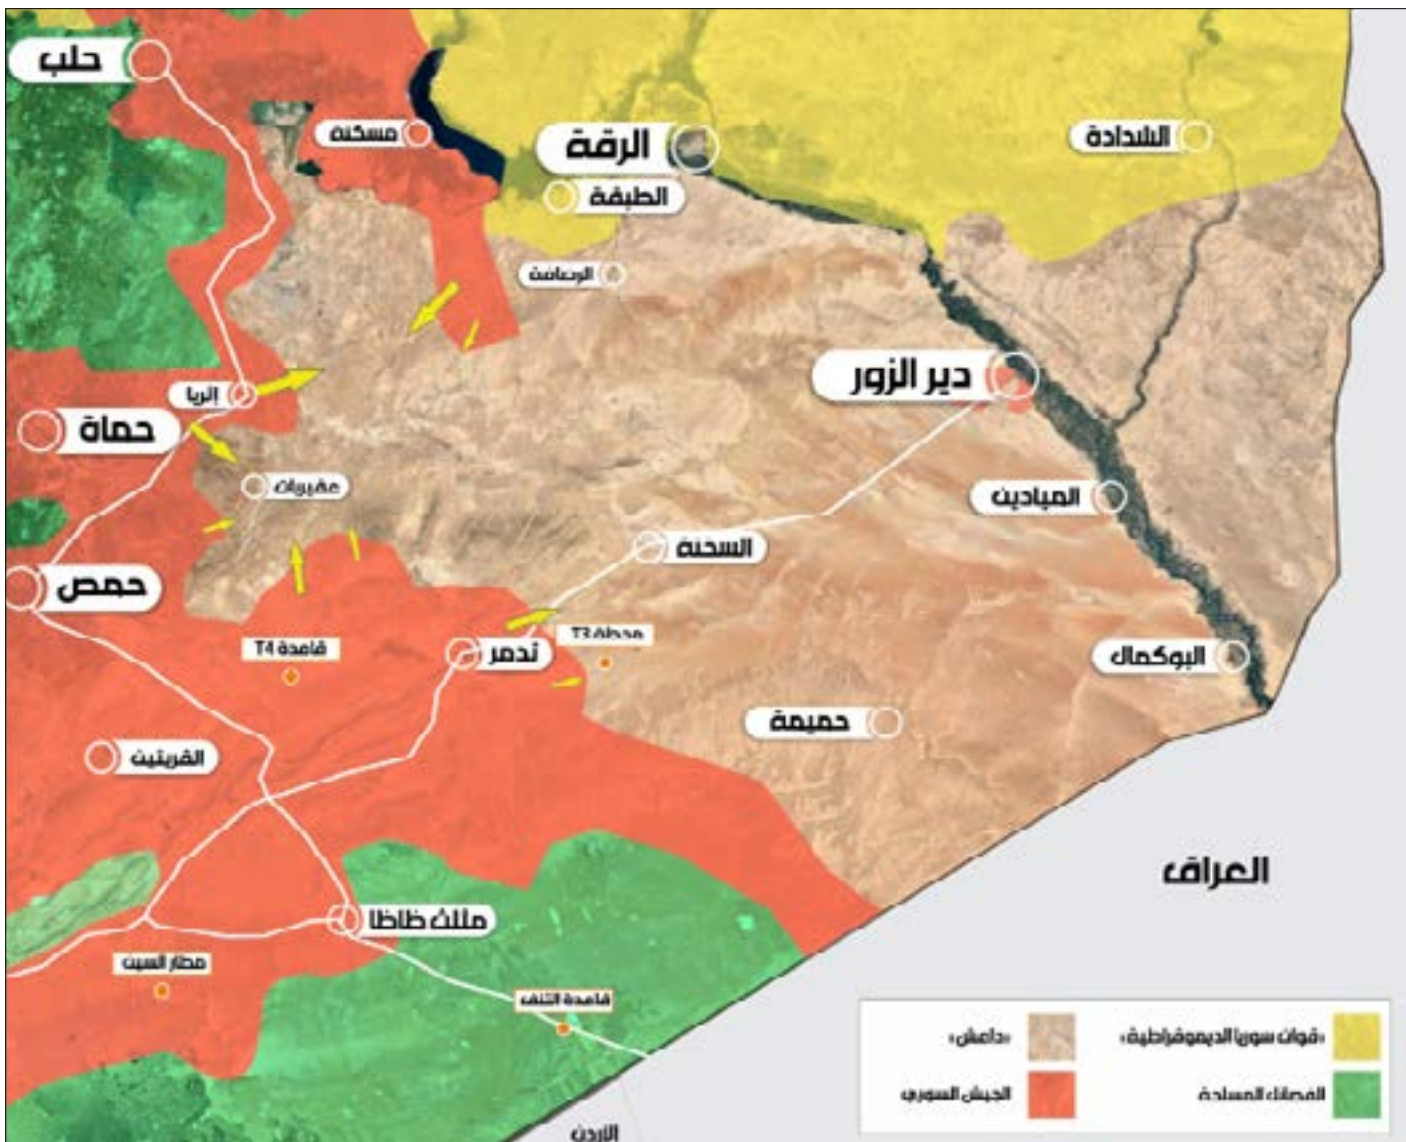 حلب
مسكنة
الرقة
الشدادة
الطبقة
الرصافة
دير الزور
إثريا
حماة
عقيربات
الميادين
السخنة
حمص
محطة T3
قاعدة T4
تدمر
البوكمال
حميمة
القريتين
العراق
مثلث ظاظا
مطار السين
قاعدة التنف
«قوات سوريا الديموقراطية»
«داعش»
الفصائل المسلحة
الجيش السوري
الأردن